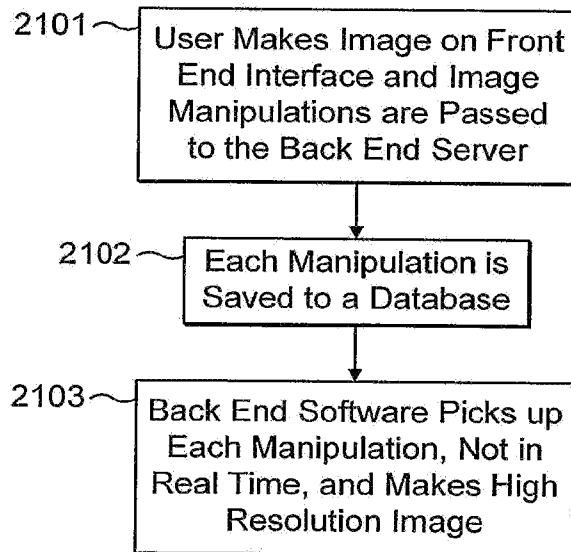 2101
User Makes Image on Front
End Interface and Image
Manipulations are Passed
to the Back End Server
2102
Each Manipulation is
Saved to a Database
2103
Back End Software Picks up
Each Manipulation, Not in
Real Time, and Makes High
Resolution Image